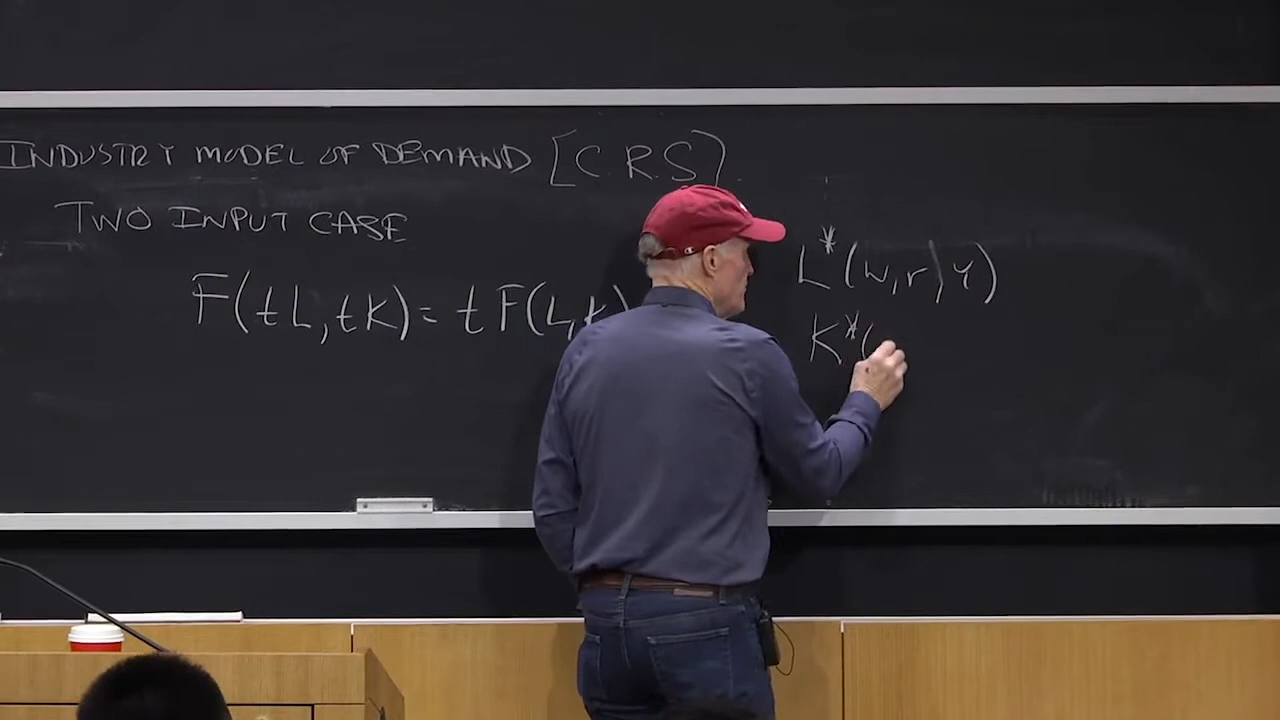 INDUSTRY MODEL OF DEMAND [C.R.S].
TWO INPUT CASE
F(tL, tK) = tF(L,K)
L*(w,r,Y)
K*(